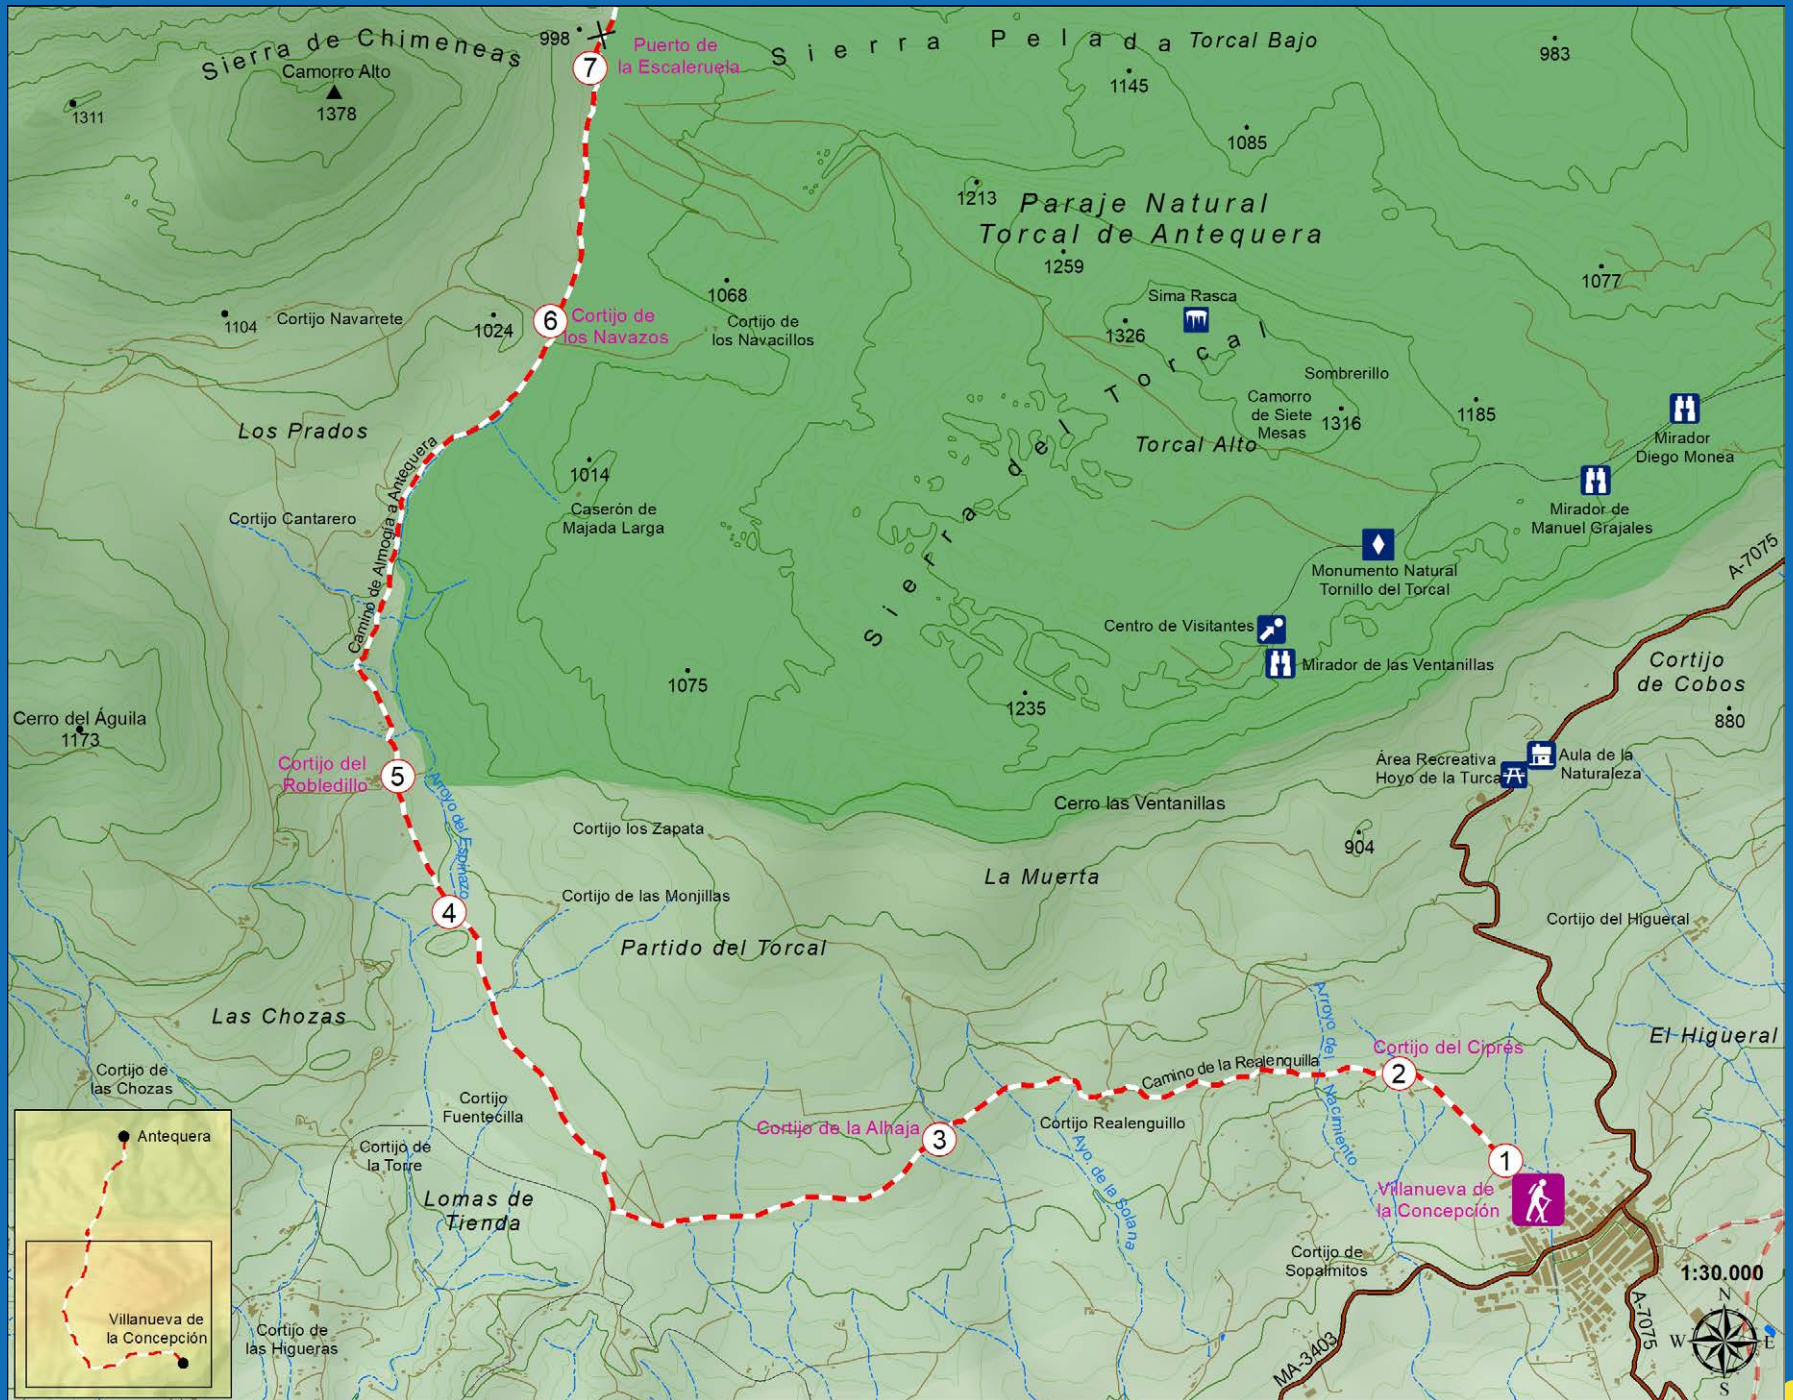 Sierra de Chimeneas
Camorro Alto
1378
1311
998
7
Puerto de
la Escaleruela
Sierra Pelada
Torcal Bajo
983
1145
1085
1213
Paraje Natural
Torcal de Antequera
1259
1077
1068
Sima Rasca
1326
1104
Cortijo Navarrete
1024
6
Cortijo de
los Navazos
Cortijo de
los Navacillos
Sierra del Torcal
Sombrerillo
Camorro
de Siete
Mesas
1316
1185
Mirador
Diego Monea
Los Prados
Torcal Alto
1014
Caserón de
Majada Larga
Mirador de
Manuel Grajales
Cortijo Cantarero
Camino de Almogía a Antequera
Monumento Natural
Tornillo del Torcal
A-7075
Centro de Visitantes
Mirador de las Ventanillas
Cortijo
de Cobos
880
1075
1235
Cerro del Águila
1173
Cortijo del
Robledillo
5
Arroyo del Espinazo
Área Recreativa
Hoyo de la Turca
Aula de la
Naturaleza
Cerro las Ventanillas
Cortijo los Zapata
904
La Muerta
4
Cortijo de las Monjillas
Partido del Torcal
Cortijo del Higueral
Las Chozas
Arroyo del Nacimiento
El Higueral
Cortijo del Ciprés
2
Camino de la Realenguilla
Cortijo de
las Chozas
Cortijo
Fuentecilla
Cortijo de la Alhaja
3
Cortijo Realenguillo
Ayo. de la Solana
1
Villanueva de
la Concepción
Cortijo de
la Torre
Lomas de
Tienda
Antequera
Villanueva de
la Concepción
Cortijo de
Sopalmitos
1:30.000
N
W
E
S
A-7075
MA-3403
Cortijo de
las Higueras